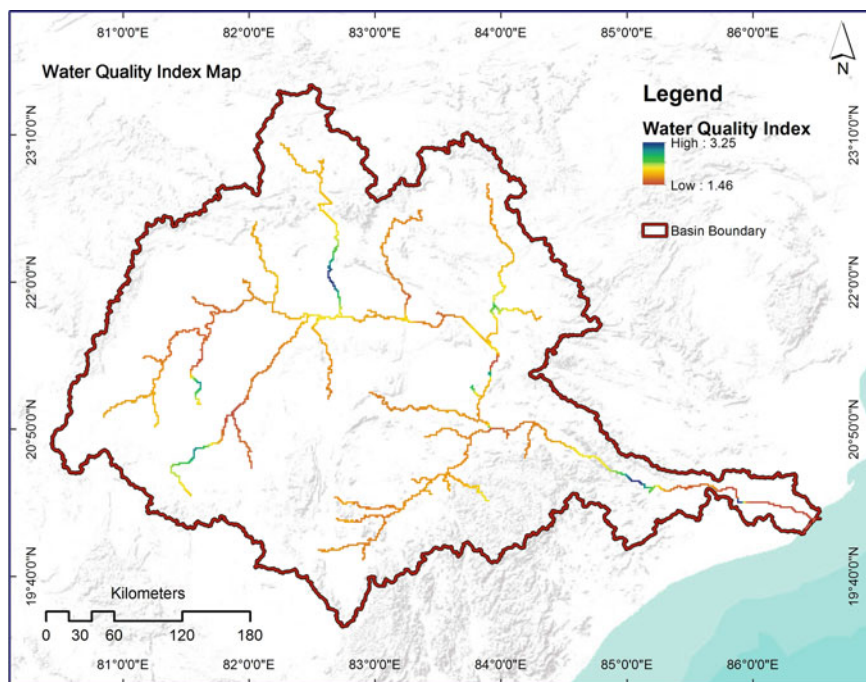 81°0'0"E 82°0'0"E 83°0'0"E 84°0'0"E 85°0'0"E 86°0'0"E
Water Quality Index Map
N
Legend
Water Quality Index
High : 3.25
Low : 1.46
Basin Boundary
23°10'0"N 23°10'0"N
22°0'0"N 22°0'0"N
20°50'0"N 20°50'0"N
19°40'0"N 19°40'0"N
Kilometers
0 30 60 120 180
81°0'0"E 82°0'0"E 83°0'0"E 84°0'0"E 85°0'0"E 86°0'0"E